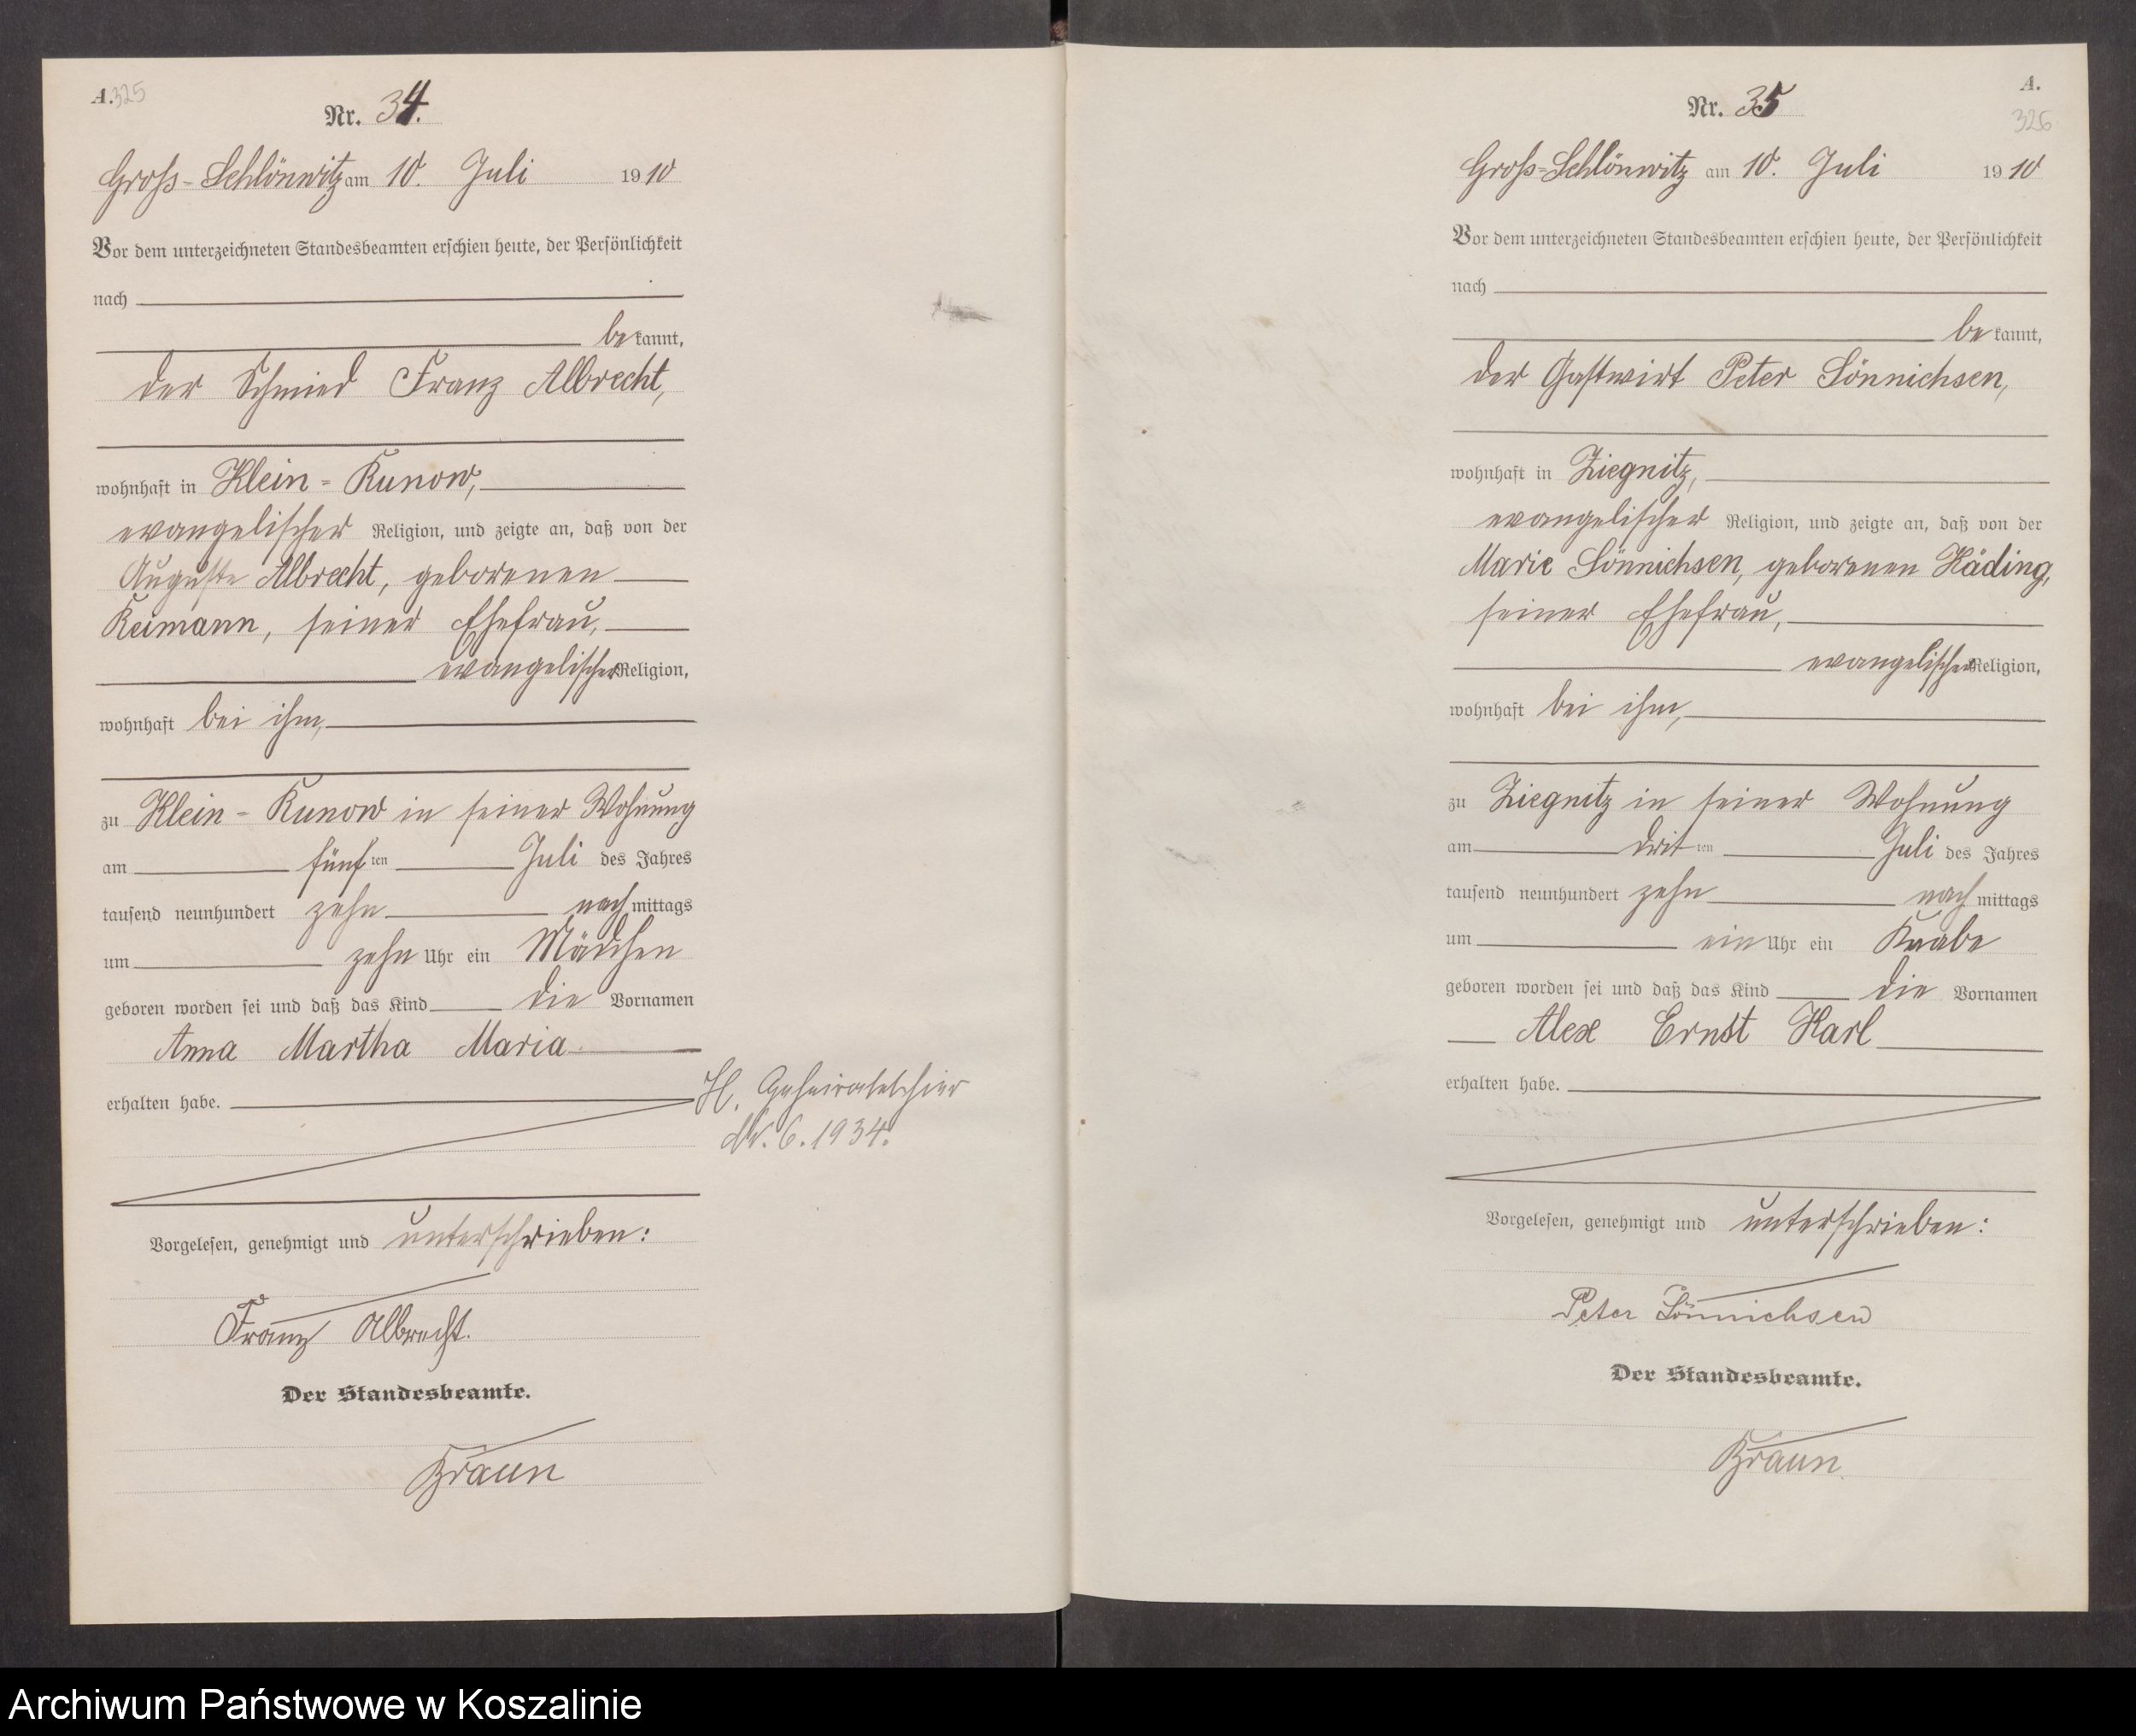 A. 325
Nr. 34.
Groß-Schlönwitz am 10. Juli 1910
Vor dem unterzeichneten Standesbeamten erschien heute, der Persönlichkeit
nach
bekannt,
der Schmied Franz Albrecht,
wohnhaft in Klein-Kunow,
evangelischer Religion, und zeigte an, daß von der
Auguste Albrecht, geborenen
Reimann, seiner Ehefrau,
evangelischer Religion,
wohnhaft bei ihm,
zu Klein-Kunow in seiner Wohnung
am fünften Juli des Jahres
tausend neunhundert zehn nachmittags
um zehn Uhr ein Mädchen
geboren worden sei und daß das Kind die Vornamen
Anna Martha Maria
erhalten habe.
H. Geheiratet hier
Nr. 6. 1934.
Vorgelesen, genehmigt und unterschrieben:
Franz Albrecht.
Der Standesbeamte.
Braun
A.
326
Nr. 35
Groß-Schlönwitz am 10. Juli 1910
Vor dem unterzeichneten Standesbeamten erschien heute, der Persönlichkeit
nach
bekannt,
der Gastwirt Peter Sönnichsen,
wohnhaft in Ziegnitz,
evangelischer Religion, und zeigte an, daß von der
Marie Sönnichsen, geborenen Häding,
seiner Ehefrau,
evangelischer Religion,
wohnhaft bei ihm,
zu Ziegnitz in seiner Wohnung
am dritten Juli des Jahres
tausend neunhundert zehn nachmittags
um ein Uhr ein Knabe
geboren worden sei und daß das Kind die Vornamen
Alex Ernst Karl
erhalten habe.
Vorgelesen, genehmigt und unterschrieben:
Peter Sönnichsen
Der Standesbeamte.
Braun.
Archiwum Państwowe w Koszalinie